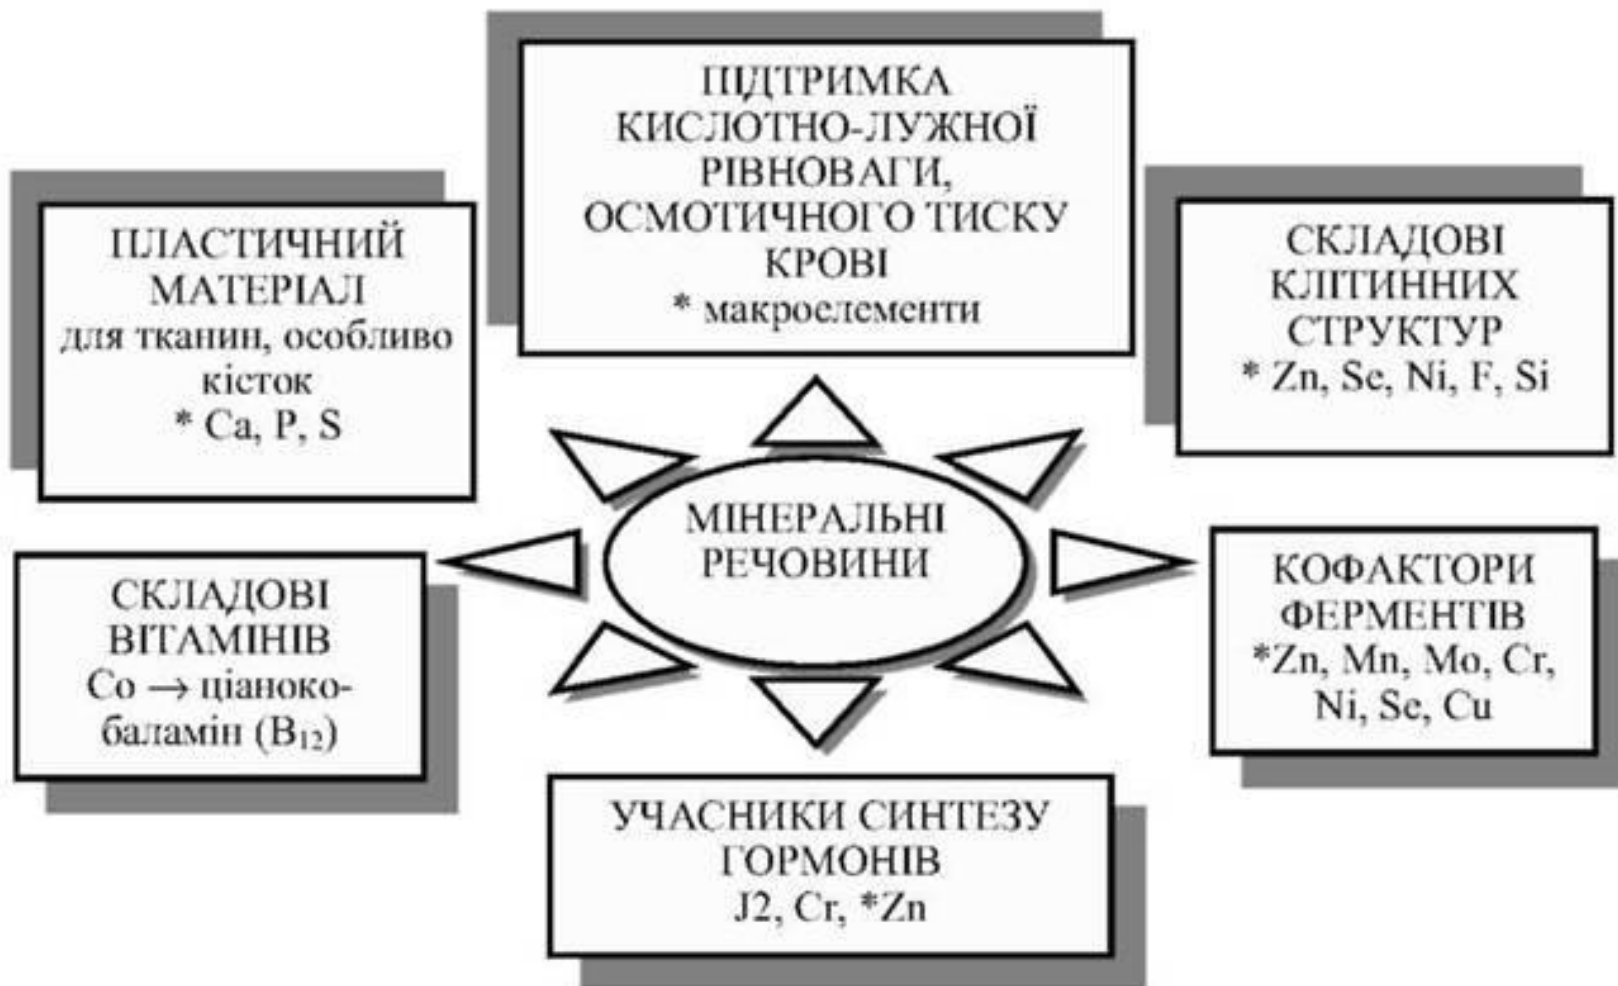 ПІДТРИМКА
КИСЛОТНО-ЛУЖНОЇ
РІВНОВАГИ,
ОСМОТИЧНОГО ТИСКУ
КРОВІ
* макроелементи
ПЛАСТИЧНИЙ
МАТЕРІАЛ
для тканин, особливо
кісток
* Ca, P, S
СКЛАДОВІ
КЛІТИННИХ
СТРУКТУР
* Zn, Se, Ni, F, Si
МІНЕРАЛЬНІ
РЕЧОВИНИ
СКЛАДОВІ
ВІТАМІНІВ
Co → ціаноко-
баламін (B₁₂)
КОФАКТОРИ
ФЕРМЕНТІВ
*Zn, Mn, Mo, Cr,
Ni, Se, Cu
УЧАСНИКИ СИНТЕЗУ
ГОРМОНІВ
J2, Cr, *Zn